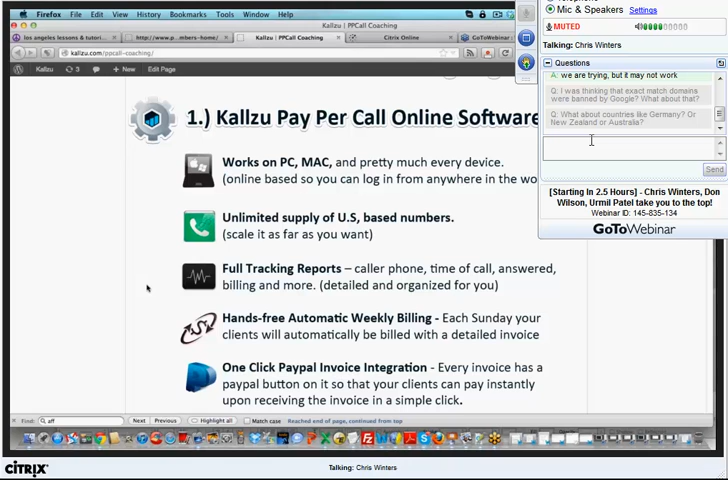 Firefox File Edit View History Bookmarks Tools Window Help
Kallzu | PPCall Coaching
los angeles lessons & tutori...
http://www.p...mbers-home/
Kallzu | PPCall Coaching
Citrix Online
GoToWebinar
kallzu.com/ppcall-coaching/
Kallzu 3 + New Edit Page
1.) Kallzu Pay Per Call Online Software
Works on PC, MAC, and pretty much every device.
(online based so you can log in from anywhere in the wo
Unlimited supply of U.S, based numbers.
(scale it as far as you want)
Full Tracking Reports – caller phone, time of call, answered,
billing and more. (detailed and organized for you)
Hands-free Automatic Weekly Billing - Each Sunday your
clients will automatically be billed with a detailed invoice
One Click Paypal Invoice Integration - Every invoice has a
paypal button on it so that your clients can pay instantly
upon receiving the invoice in a simple click.
Find: aff Next Previous Highlight all Match case Reached end of page, continued from top
Mic & Speakers Settings
MUTED
Talking: Chris Winters
Questions
A: we are trying, but it may not work
Q: I was thinking that exact match domains
were banned by Google? What about that?
Q: What about countries like Germany? Or
New Zealand or Australia?
Send
[Starting In 2.5 Hours] - Chris Winters, Don
Wilson, Urmil Patel take you to the top!
Webinar ID: 145-835-134
GoToWebinar
CITRIX
Talking: Chris Winters